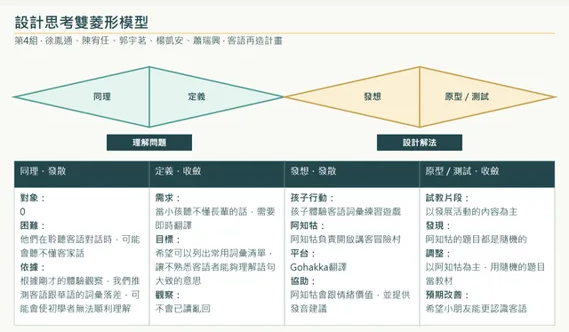 設計思考雙菱形模型
第4組 · 徐胤通、陳宥任、郭宇茗、楊凱安、蕭瑞興 · 客語再造計畫
同理
定義
發想
原型 / 測試
理解問題
設計解法
同理 · 發散
對象：
0
困難：
他們在聆聽客語對話時，可能
會聽不懂客家話
依據：
根據剛才的體驗觀察，我們推
測客語跟華語的詞彙落差，可
能會使初學者無法順利理解
定義 · 收斂
需求：
當小孩聽不懂長輩的話，需要
即時翻譯
目標：
希望可以列出常用詞彙清單，
讓不熟悉客語者能夠理解語句
大致的意思
觀察：
不會已讀亂回
發想 · 發散
孩子行動：
孩子體驗客語詞彙練習遊戲
阿知牯：
阿知牯負責開啟講客冒險村
平台：
Gohakka翻譯
協助：
阿知牯會跟情緒價值，並提供
發音建議
原型 / 測試 · 收斂
試教片段：
以發展活動的內容為主
發現：
阿知牯的題目都是隨機的
調整：
以阿知牯為主，用隨機的題目
當教材
預期改善：
希望小朋友能更認識客語